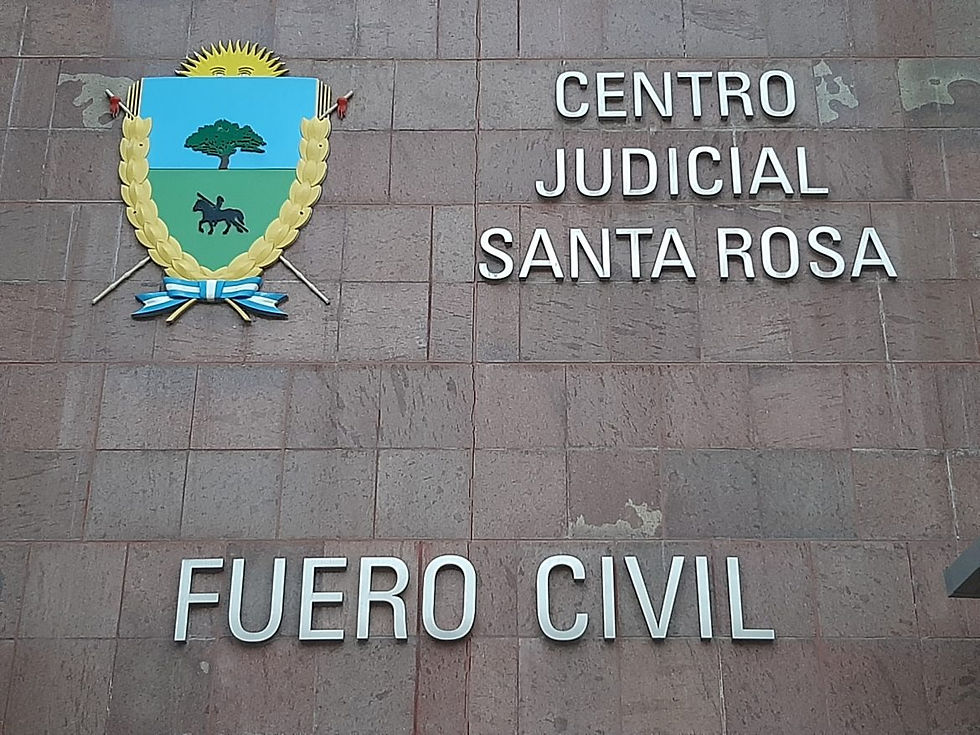 CENTRO
JUDICIAL
SANTA ROSA
FUERO CIVIL